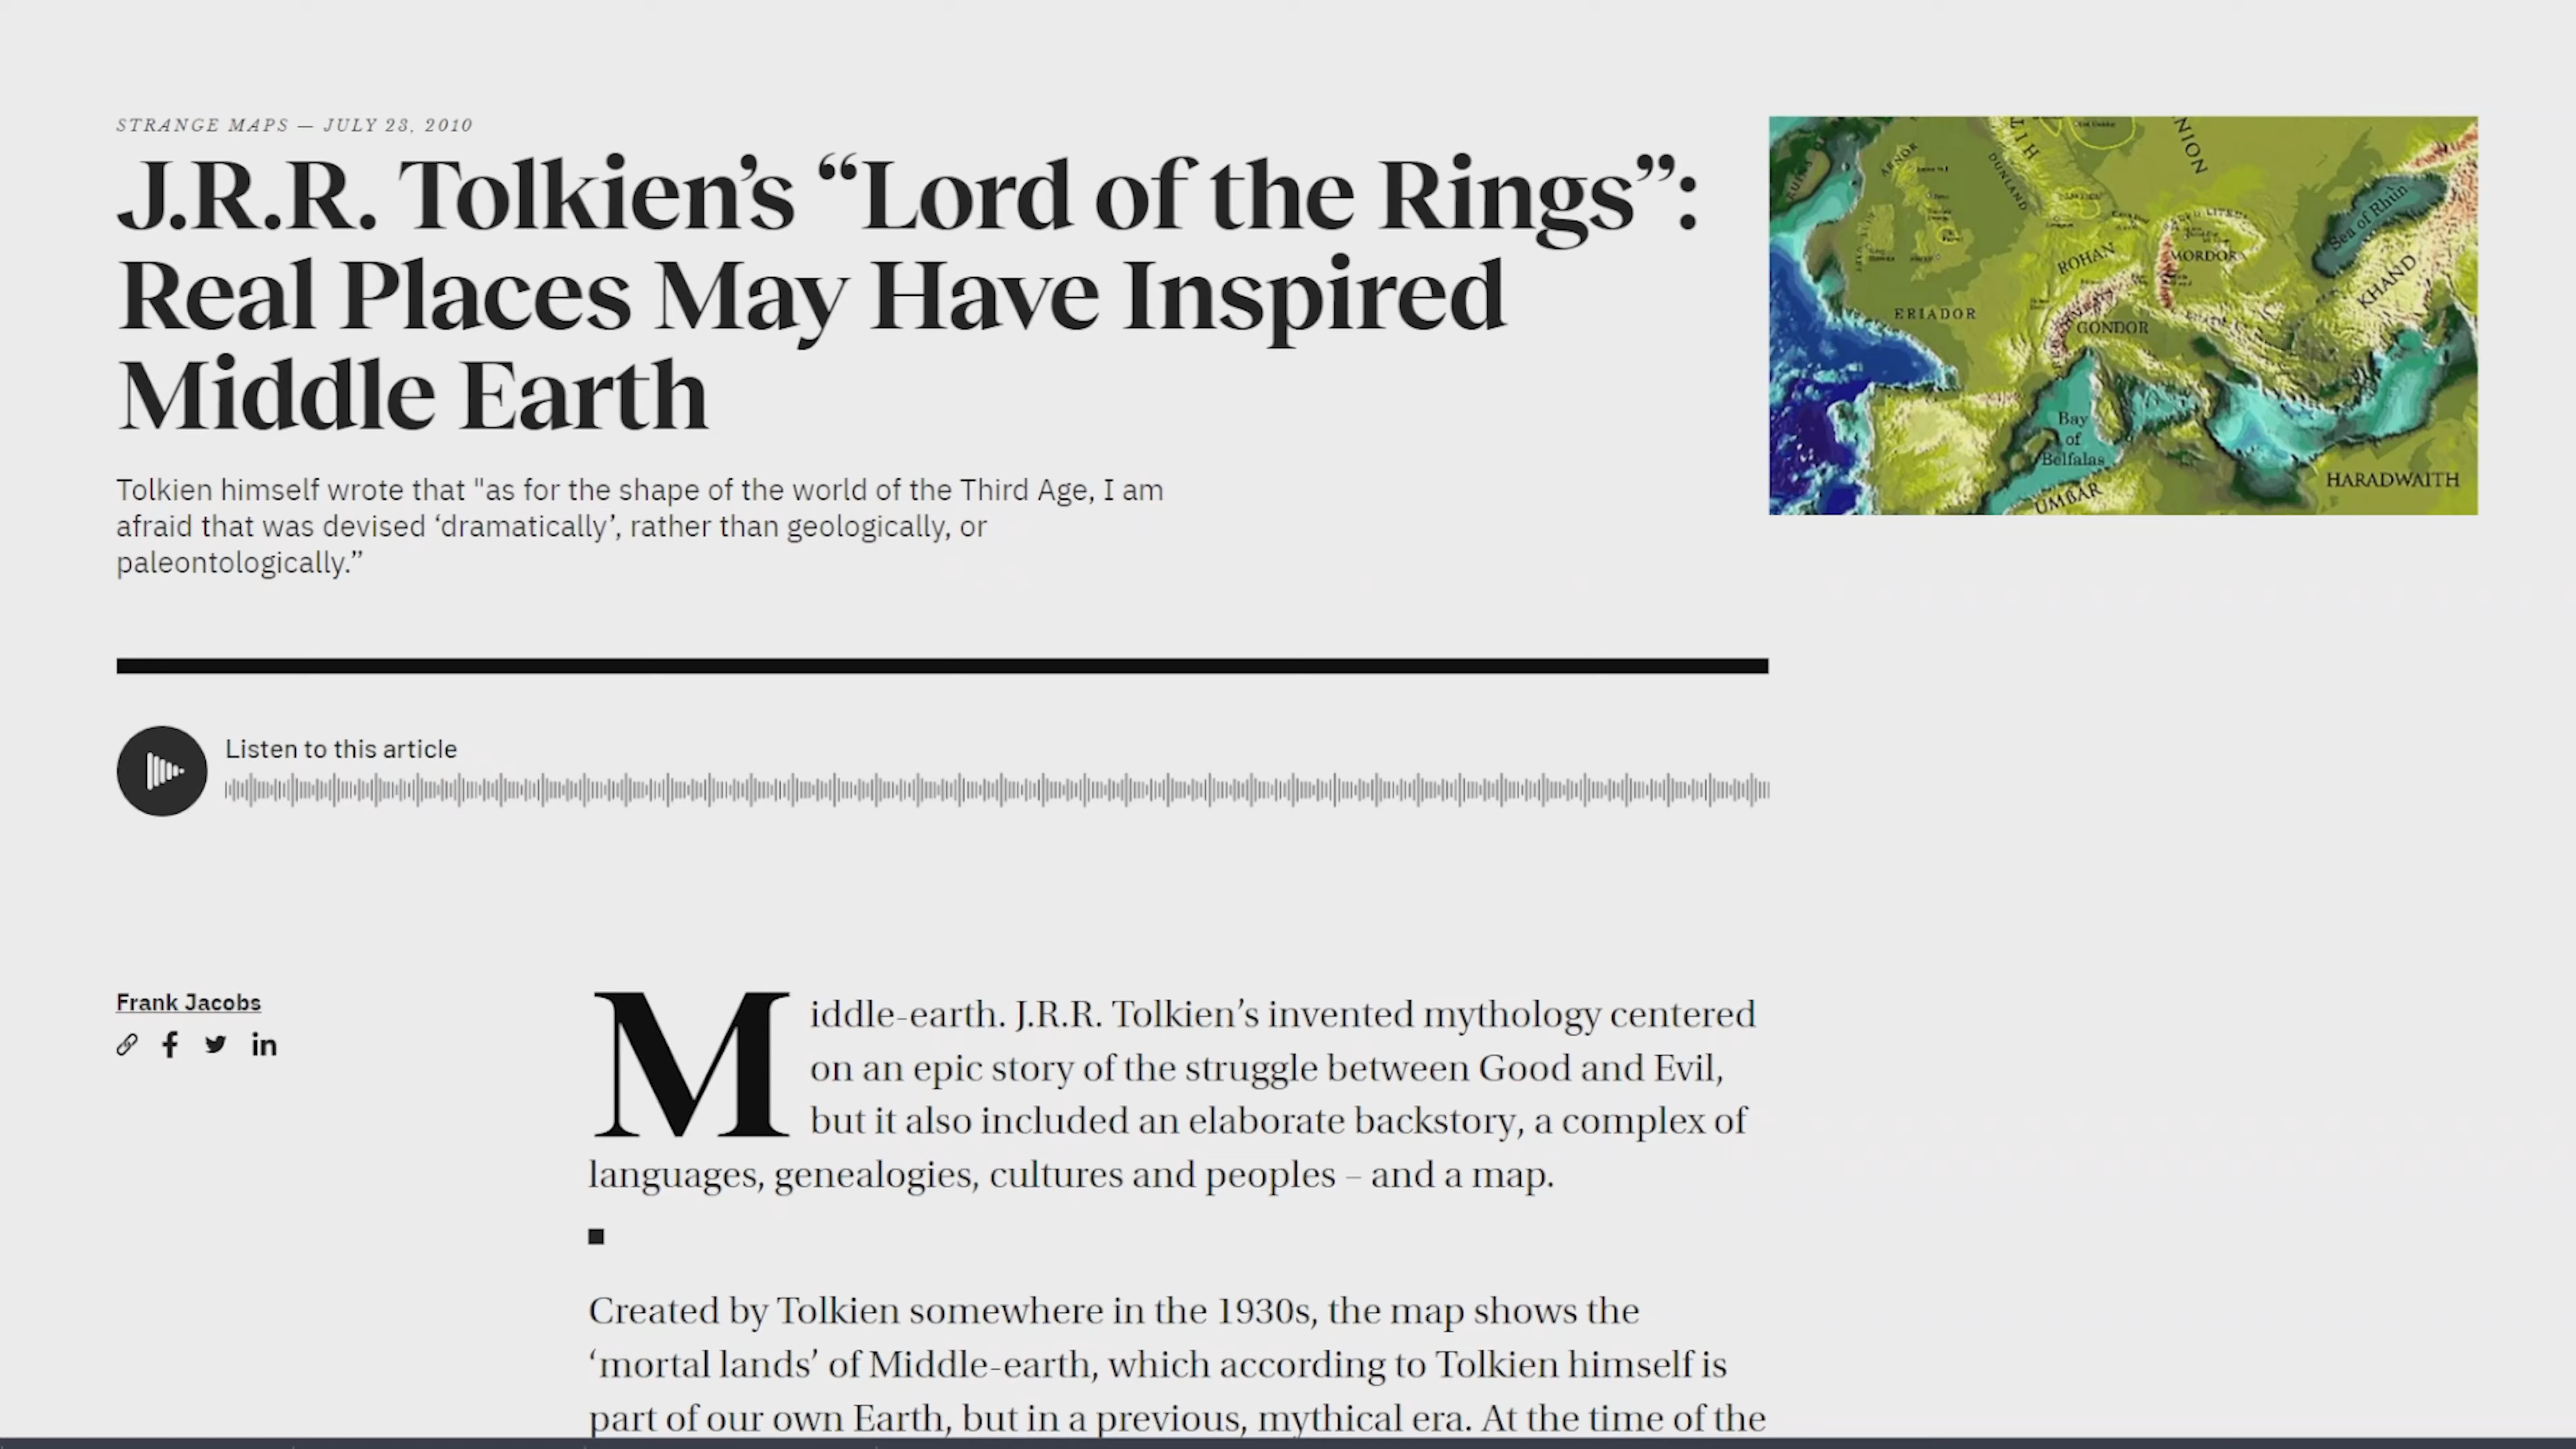 STRANGE MAPS — JULY 23, 2010
J.R.R. Tolkien’s “Lord of the Rings”:
Real Places May Have Inspired
Middle Earth
Tolkien himself wrote that "as for the shape of the world of the Third Age, I am
afraid that was devised ‘dramatically’, rather than geologically, or
paleontologically.”
ARNOR
DUNLAND
Sea of Rhûn
ROHAN
MORDOR
KHAND
ERIADOR
GONDOR
Bay
of
Belfalas
UMBAR
HARADWAITH
Listen to this article
Frank Jacobs
Middle-earth. J.R.R. Tolkien’s invented mythology centered
on an epic story of the struggle between Good and Evil,
but it also included an elaborate backstory, a complex of
languages, genealogies, cultures and peoples – and a map.
Created by Tolkien somewhere in the 1930s, the map shows the
‘mortal lands’ of Middle-earth, which according to Tolkien himself is
part of our own Earth, but in a previous, mythical era. At the time of the